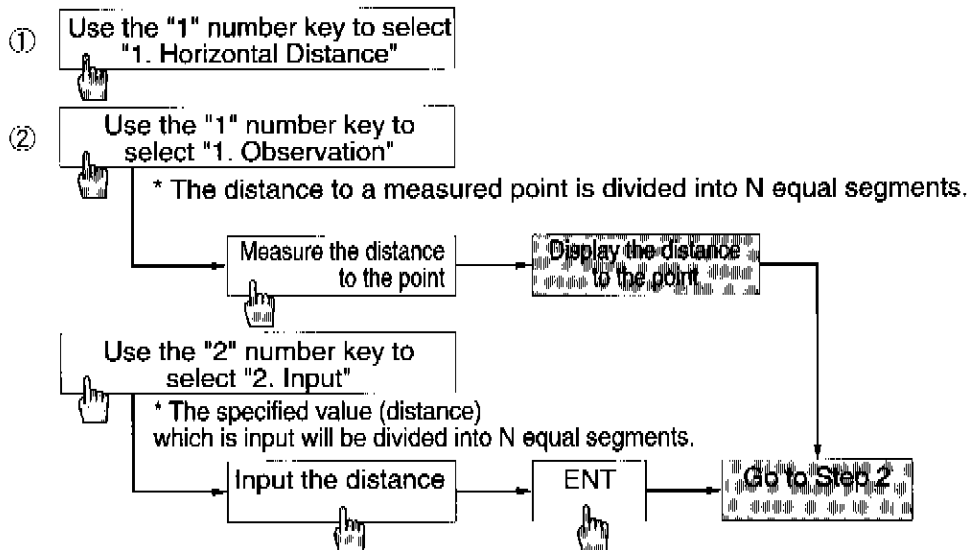 ①
Use the "1" number key to select
"1. Horizontal Distance"
②
Use the "1" number key to
select "1. Observation"
* The distance to a measured point is divided into N equal segments.
Measure the distance
to the point
Display the distance
to the point
Use the "2" number key to
select "2. Input"
* The specified value (distance)
which is input will be divided into N equal segments.
Input the distance
ENT
Go to Step 2